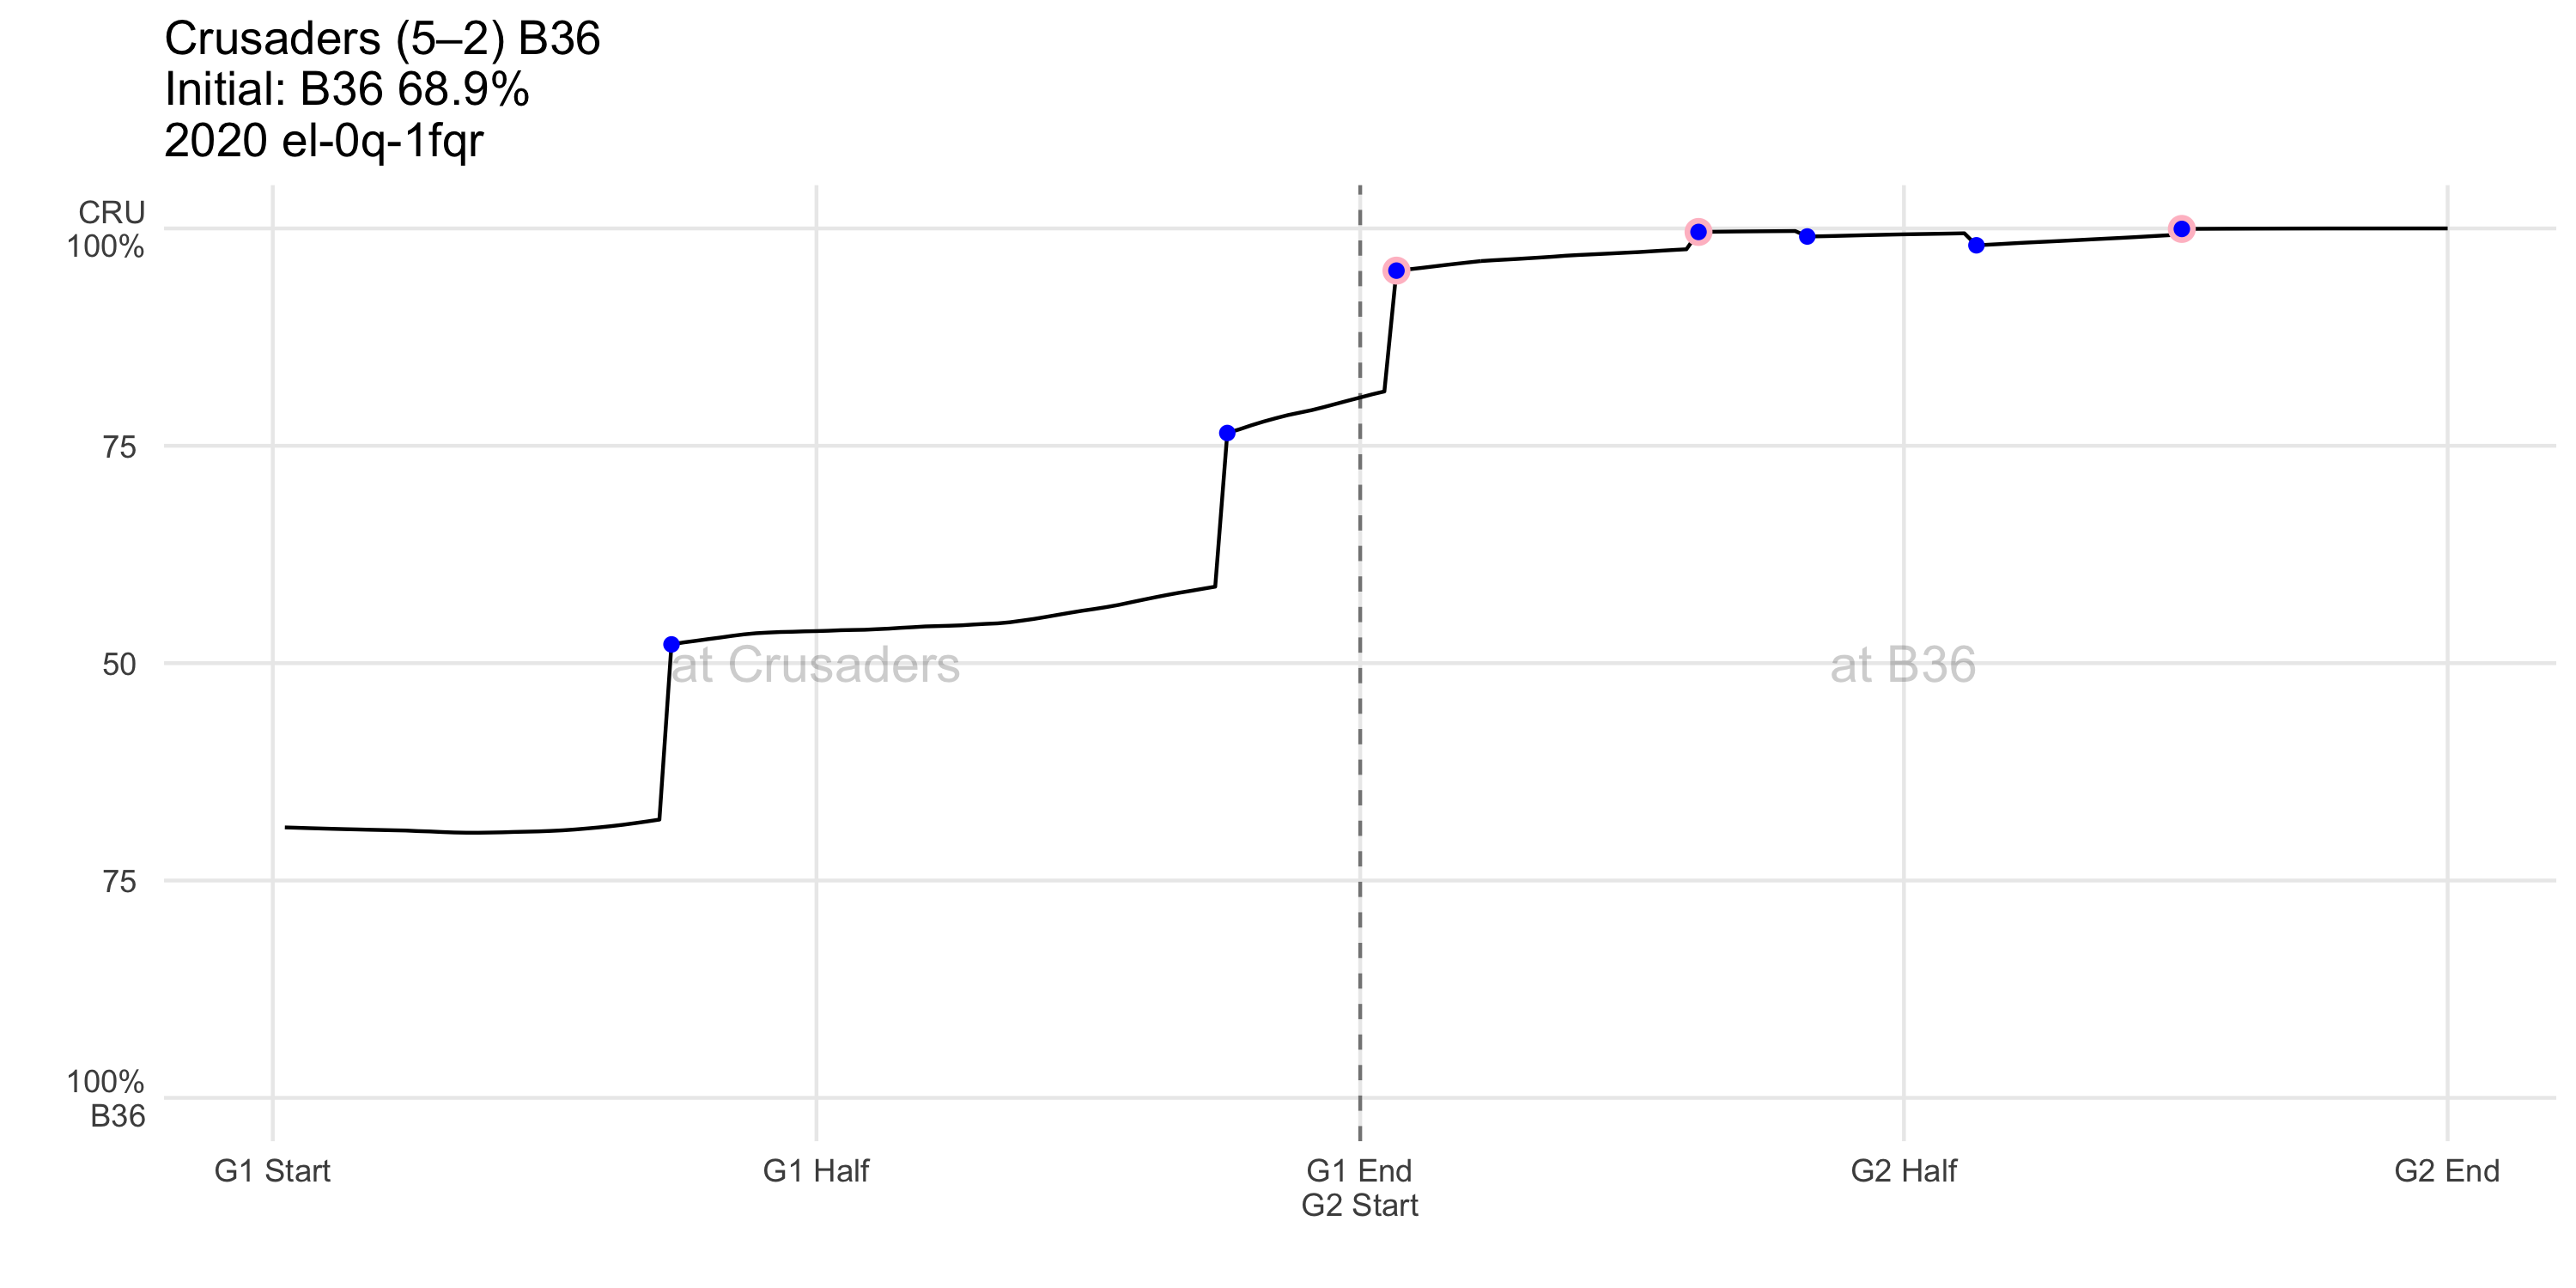 Crusaders (5–2) B36
Initial: B36 68.9%
2020 el-0q-1fqr
CRU
100%
75
50
75
100%
B36
at Crusaders
at B36
G1 Start
G1 Half
G1 End
G2 Start
G2 Half
G2 End